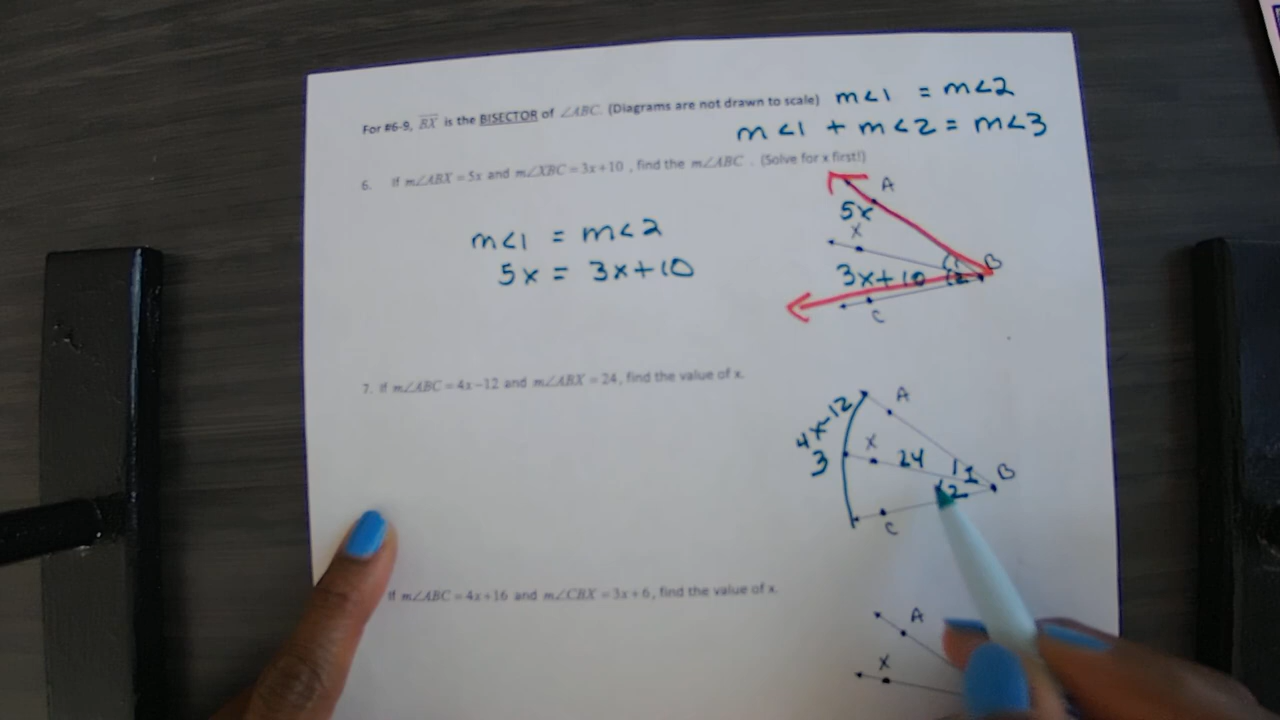 For #6-9, BX is the BISECTOR of ∠ABC. (Diagrams are not drawn to scale) m<1 = m<2
m<1 + m<2 = m<3
6. If m∠ABX = 5x and m∠XBC = 3x+10, find the m∠ABC. (Solve for x first!)
A
5x
m<1 = m<2
X
1
B
5x = 3x+10
3x+10
2
C
7. If m∠ABC = 4x−12 and m∠ABX = 24, find the value of x.
A
4x-12
X
3
24
1
B
2
C
If m∠ABC = 4x+16 and m∠CBX = 3x+6, find the value of x.
A
X